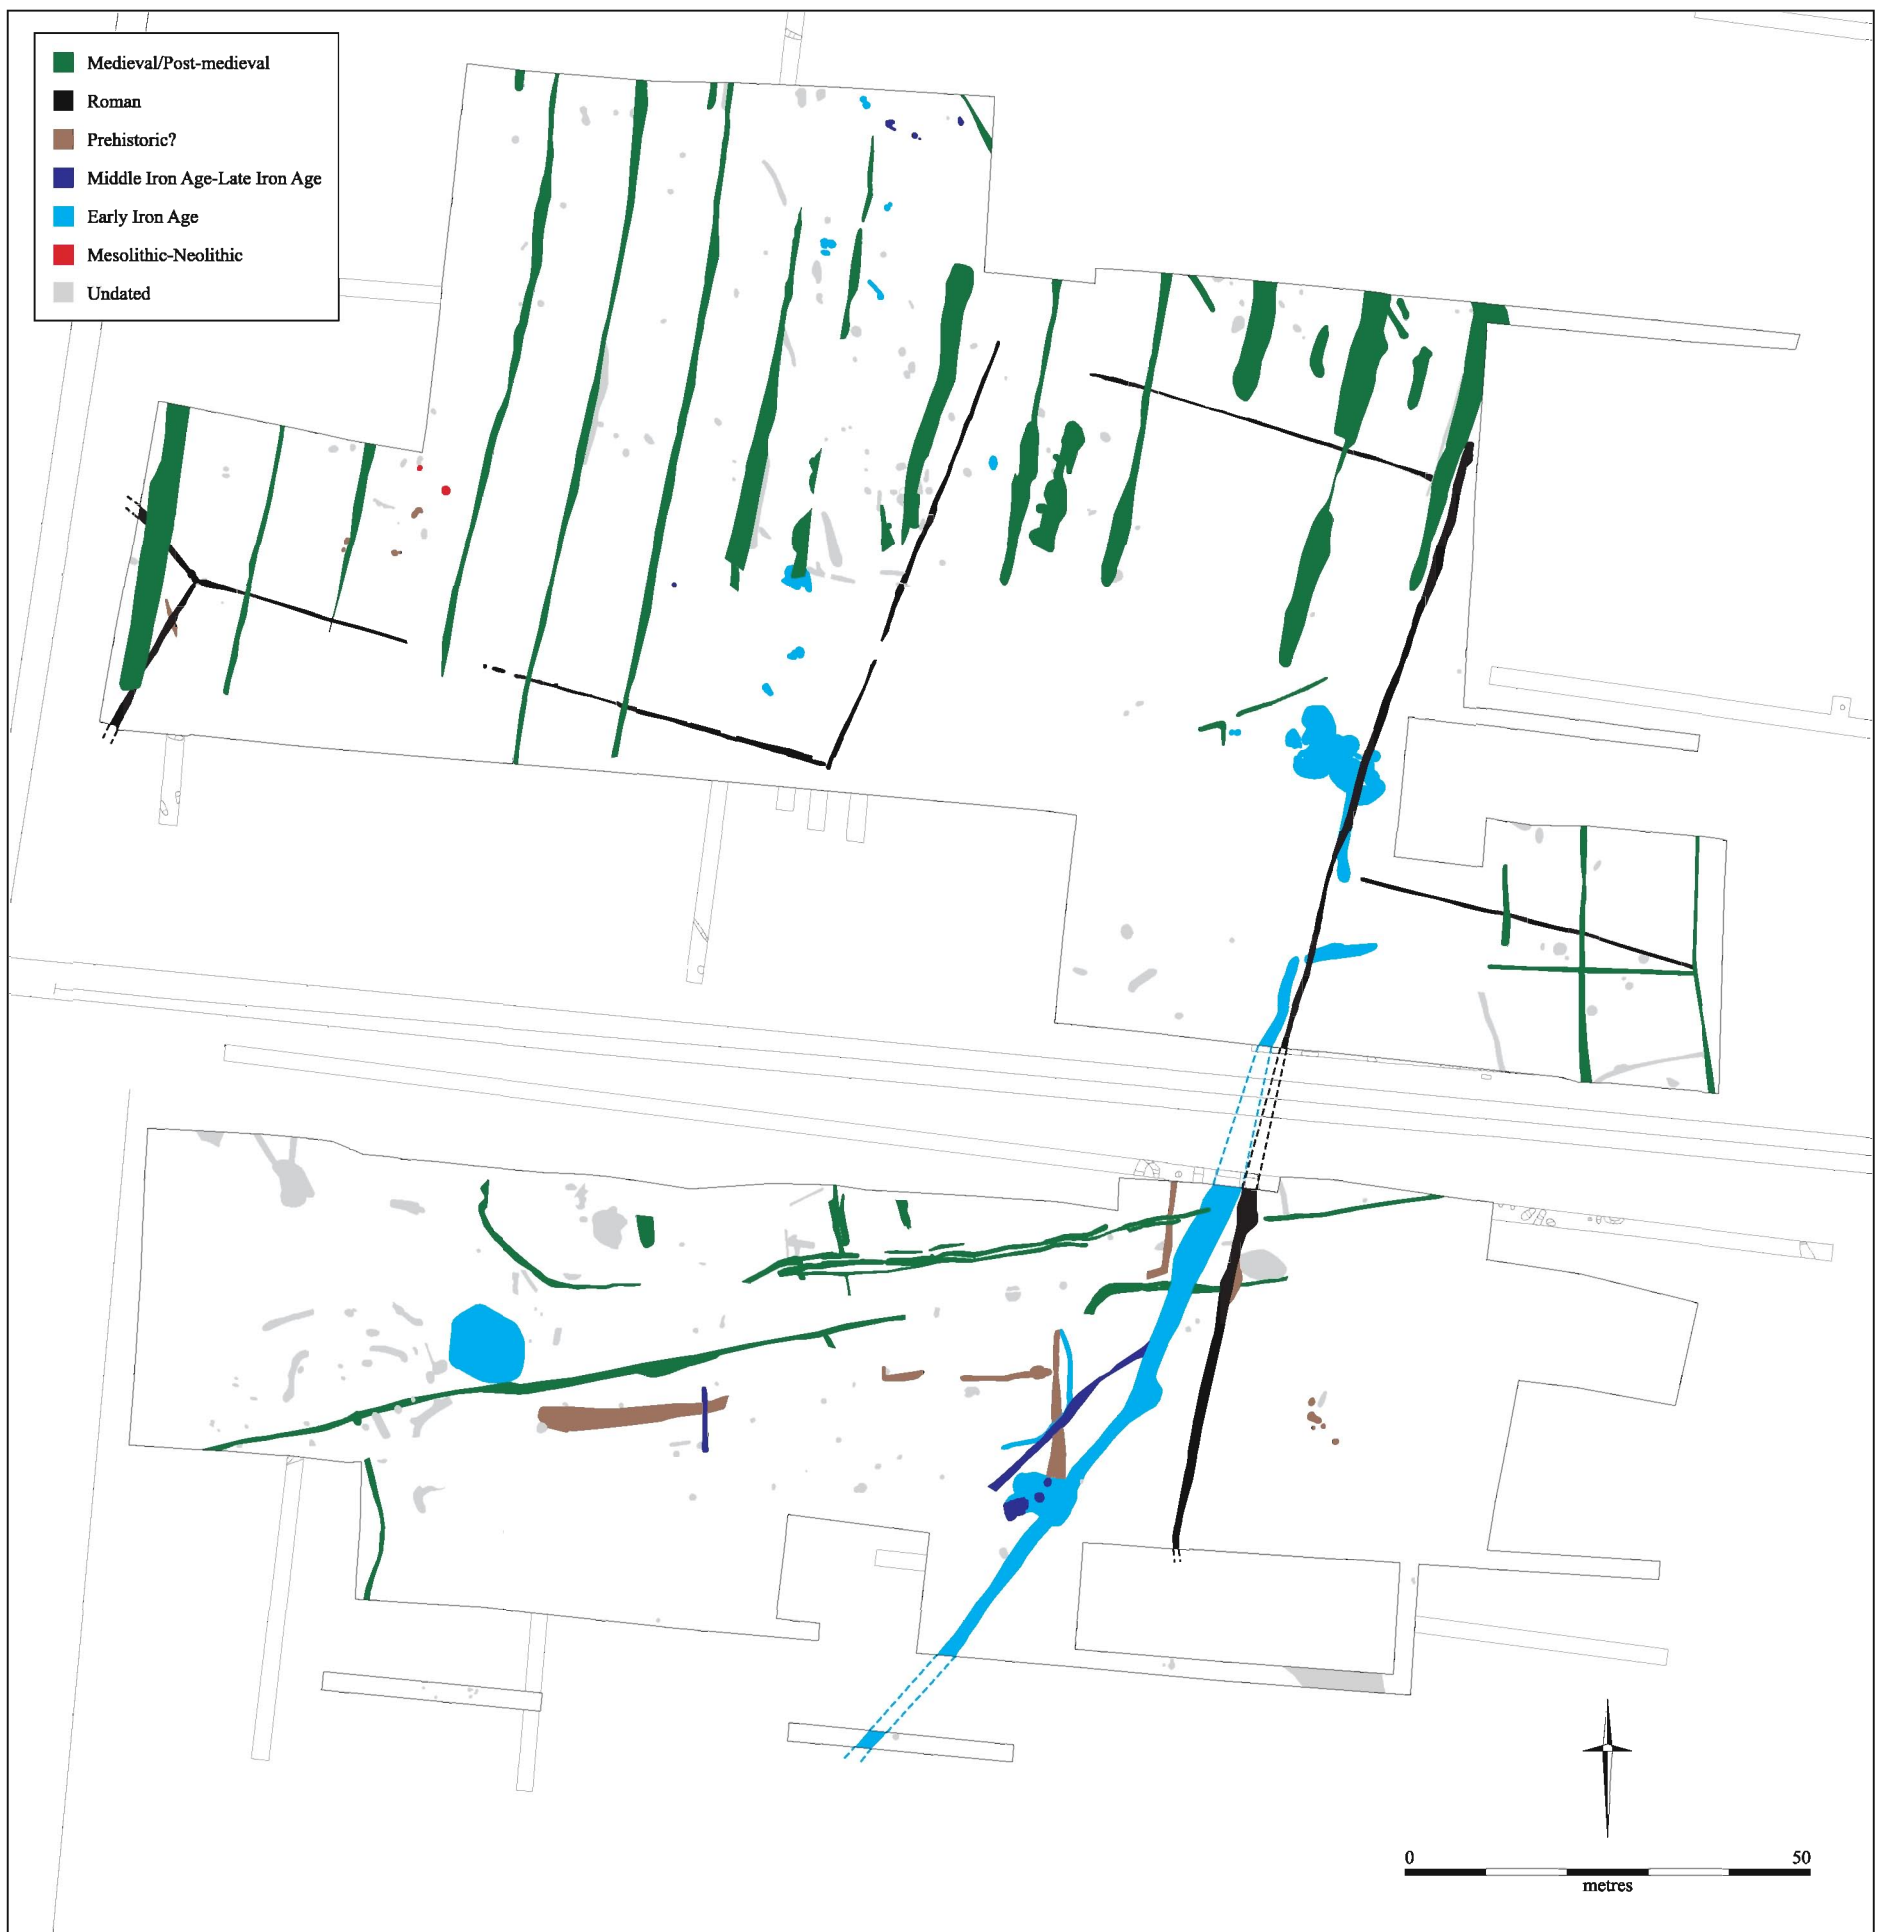 Medieval/Post-medieval
Roman
Prehistoric?
Middle Iron Age-Late Iron Age
Early Iron Age
Mesolithic-Neolithic
Undated
0 50
metres